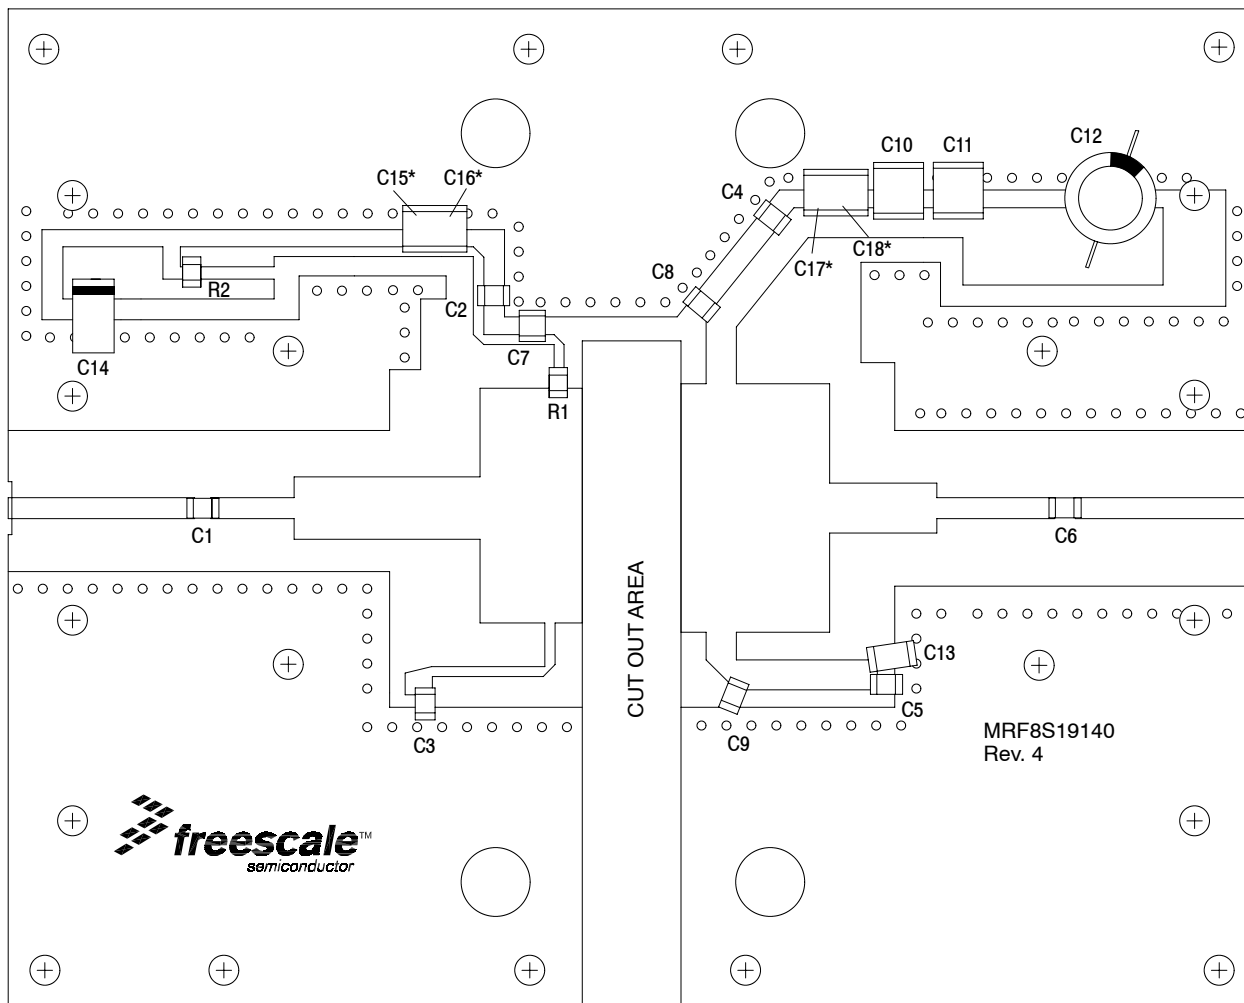 C12
C10
C11
C15*
C16*
C4
C18*
C17*
C8
R2
C2
C7
C14
R1
C1
C6
CUT OUT AREA
C13
C5
C3
C9
MRF8S19140
Rev. 4
freescale™
semiconductor